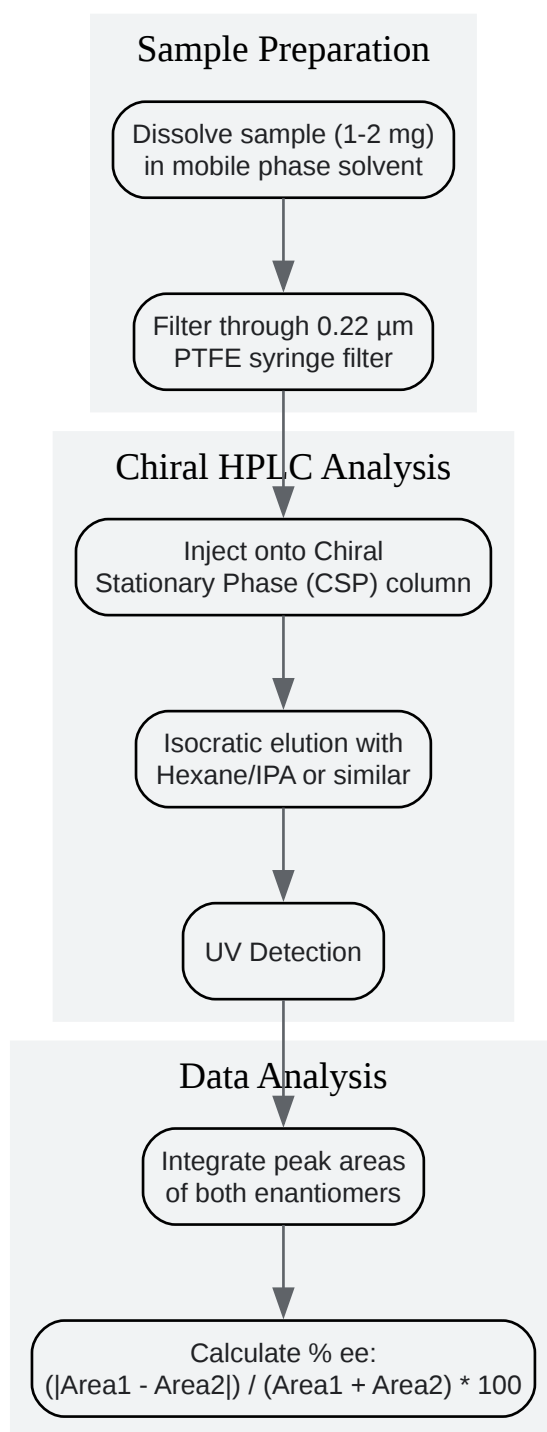 Sample Preparation
Dissolve sample (1-2 mg)
in mobile phase solvent
Filter through 0.22 µm
PTFE syringe filter
Chiral HPLC Analysis
Inject onto Chiral
Stationary Phase (CSP) column
Isocratic elution with
Hexane/IPA or similar
UV Detection
Data Analysis
Integrate peak areas
of both enantiomers
Calculate % ee:
(|Area1 - Area2|) / (Area1 + Area2) * 100